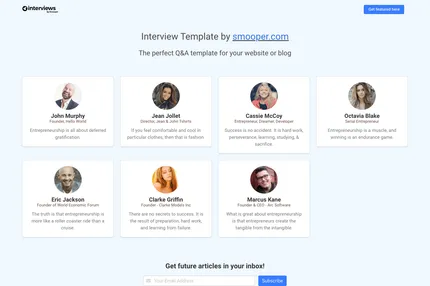 interviews
Get featured here
Interview Template by smooper.com
The perfect Q&A template for your website or blog
John Murphy
Founder, Hello World
Entrepreneurship is all about deferred
gratification.
Jean Jollet
Director, Jean & John Tshirts
If you feel comfortable and cool in
particular clothes, then that is fashion
Cassie McCoy
Entrepreneur, Dreamer, Developer
Success is no accident. It is hard work,
perseverance, learning, studying, &
sacrifice
Octavia Blake
Serial Entrepreneur
Entrepreneurship is a muscle, and
winning is an endurance game.
Eric Jackson
Founder of World Economic Forum
The truth is that entrepreneurship is
more like a roller coaster ride than a
cruise.
Clarke Griffin
Founder - Clarke Models Inc
There are no secrets to success. It is
the result of preparation, hard work,
and learning from failure.
Marcus Kane
Founder & CEO - Arc Software
What is great about entrepreneurship
is that entrepreneurs create the
tangible from the intangible.
Get future articles in your inbox!
Your Email Address
Subscribe